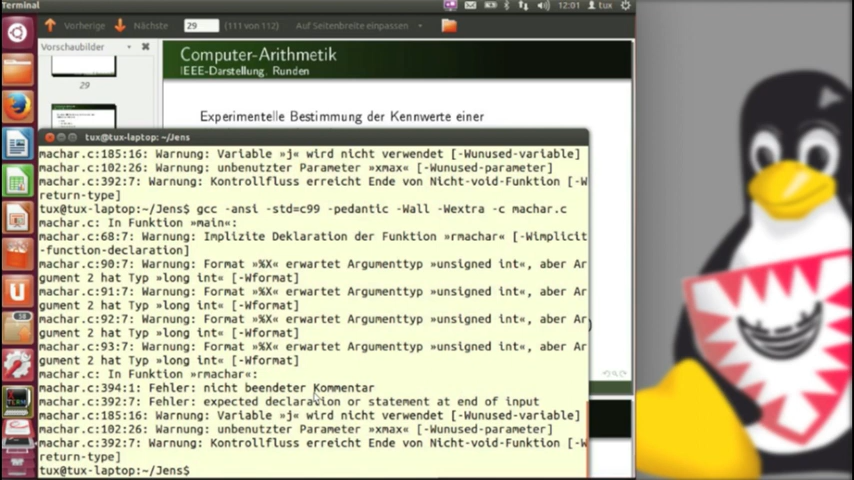 Terminal
12:01
tux
Vorherige
Nächste
29
(111 von 112)
Auf Seitenbreite einpassen
Vorschaubilder
29
Computer-Arithmetik
IEEE-Darstellung, Runden
Experimentelle Bestimmung der Kennwerte einer
tux@tux-laptop: ~/Jens
machar.c:185:16: Warnung: Variable »j« wird nicht verwendet [-Wunused-variable]
machar.c:102:26: Warnung: unbenutzter Parameter »xmax« [-Wunused-parameter]
machar.c:392:7: Warnung: Kontrollfluss erreicht Ende von Nicht-void-Funktion [-W
return-type]
tux@tux-laptop:~/Jens$ gcc -ansi -std=c99 -pedantic -Wall -Wextra -c machar.c
machar.c: In Funktion »main«:
machar.c:68:7: Warnung: Implizite Deklaration der Funktion »rmachar« [-Wimplicit
-function-declaration]
machar.c:90:7: Warnung: Format »%X« erwartet Argumenttyp »unsigned int«, aber Ar
gument 2 hat Typ »long int« [-Wformat]
machar.c:91:7: Warnung: Format »%X« erwartet Argumenttyp »unsigned int«, aber Ar
gument 2 hat Typ »long int« [-Wformat]
machar.c:92:7: Warnung: Format »%X« erwartet Argumenttyp »unsigned int«, aber Ar
gument 2 hat Typ »long int« [-Wformat]
machar.c:93:7: Warnung: Format »%X« erwartet Argumenttyp »unsigned int«, aber Ar
gument 2 hat Typ »long int« [-Wformat]
machar.c: In Funktion »rmachar«:
machar.c:394:1: Fehler: nicht beendeter Kommentar
machar.c:392:7: Fehler: expected declaration or statement at end of input
machar.c:185:16: Warnung: Variable »j« wird nicht verwendet [-Wunused-variable]
machar.c:102:26: Warnung: unbenutzter Parameter »xmax« [-Wunused-parameter]
machar.c:392:7: Warnung: Kontrollfluss erreicht Ende von Nicht-void-Funktion [-W
return-type]
tux@tux-laptop:~/Jens$